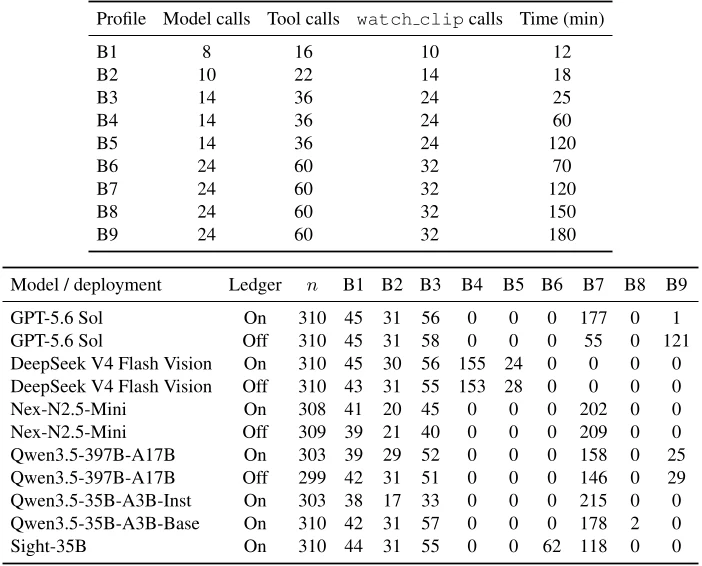 Profile Model calls Tool calls watch_clip calls Time (min)
B1 8 16 10 12
B2 10 22 14 18
B3 14 36 24 25
B4 14 36 24 60
B5 14 36 24 120
B6 24 60 32 70
B7 24 60 32 120
B8 24 60 32 150
B9 24 60 32 180
Model / deployment Ledger n B1 B2 B3 B4 B5 B6 B7 B8 B9
GPT-5.6 Sol On 310 45 31 56 0 0 0 177 0 1
GPT-5.6 Sol Off 310 45 31 58 0 0 0 55 0 121
DeepSeek V4 Flash Vision On 310 45 30 56 155 24 0 0 0 0
DeepSeek V4 Flash Vision Off 310 43 31 55 153 28 0 0 0 0
Nex-N2.5-Mini On 308 41 20 45 0 0 0 202 0 0
Nex-N2.5-Mini Off 309 39 21 40 0 0 0 209 0 0
Qwen3.5-397B-A17B On 303 39 29 52 0 0 0 158 0 25
Qwen3.5-397B-A17B Off 299 42 31 51 0 0 0 146 0 29
Qwen3.5-35B-A3B-Inst On 303 38 17 33 0 0 0 215 0 0
Qwen3.5-35B-A3B-Base On 310 42 31 57 0 0 0 178 2 0
Sight-35B On 310 44 31 55 0 0 62 118 0 0